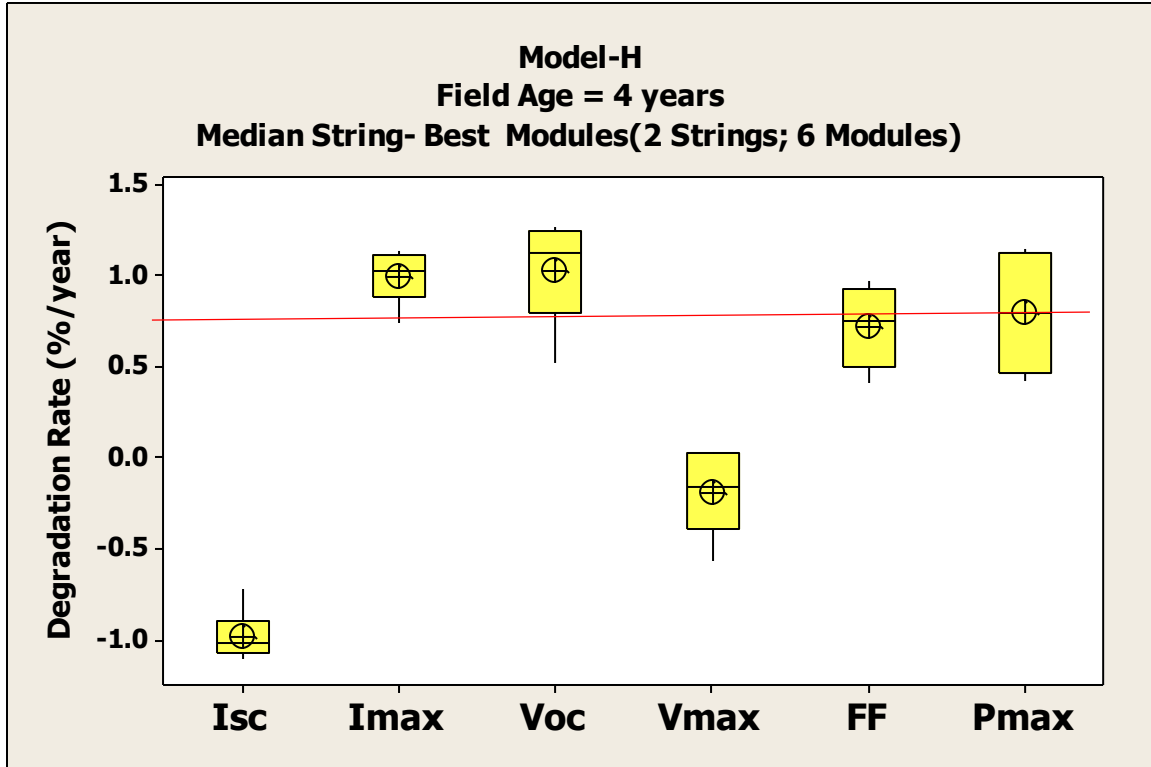 Model-H
Field Age = 4 years
Median String- Best  Modules(2 Strings; 6 Modules)
Degradation Rate (%/year)
1.5
1.0
0.5
0.0
-0.5
-1.0
Isc Imax Voc Vmax FF Pmax